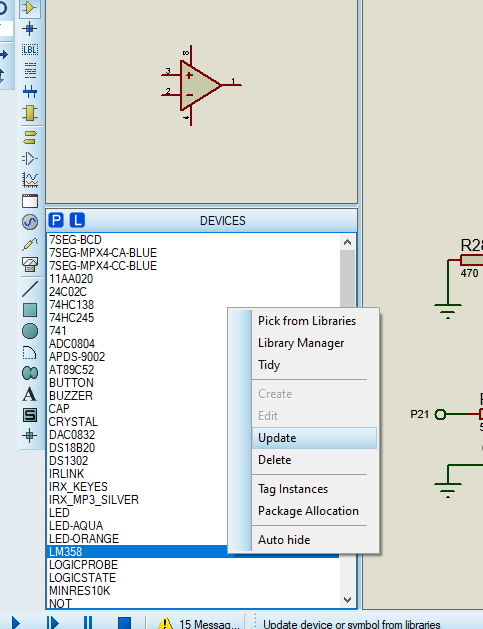 LBL
8
3
1
2
4
P L DEVICES
7SEG-BCD
7SEG-MPX4-CA-BLUE
7SEG-MPX4-CC-BLUE
11AA020
24C02C
74HC138
74HC245
741
ADC0804
APDS-9002
AT89C52
BUTTON
BUZZER
CAP
CRYSTAL
DAC0832
DS18B20
DS1302
IRLINK
IRX_KEYES
IRX_MP3_SILVER
LED
LED-AQUA
LED-ORANGE
LM358
LOGICPROBE
LOGICSTATE
MINRES10K
NOT
Pick from Libraries
Library Manager
Tidy
Create
Edit
Update
Delete
Tag Instances
Package Allocation
Auto hide
470
P21
A
S
15 Messag...
Update device or symbol from libraries